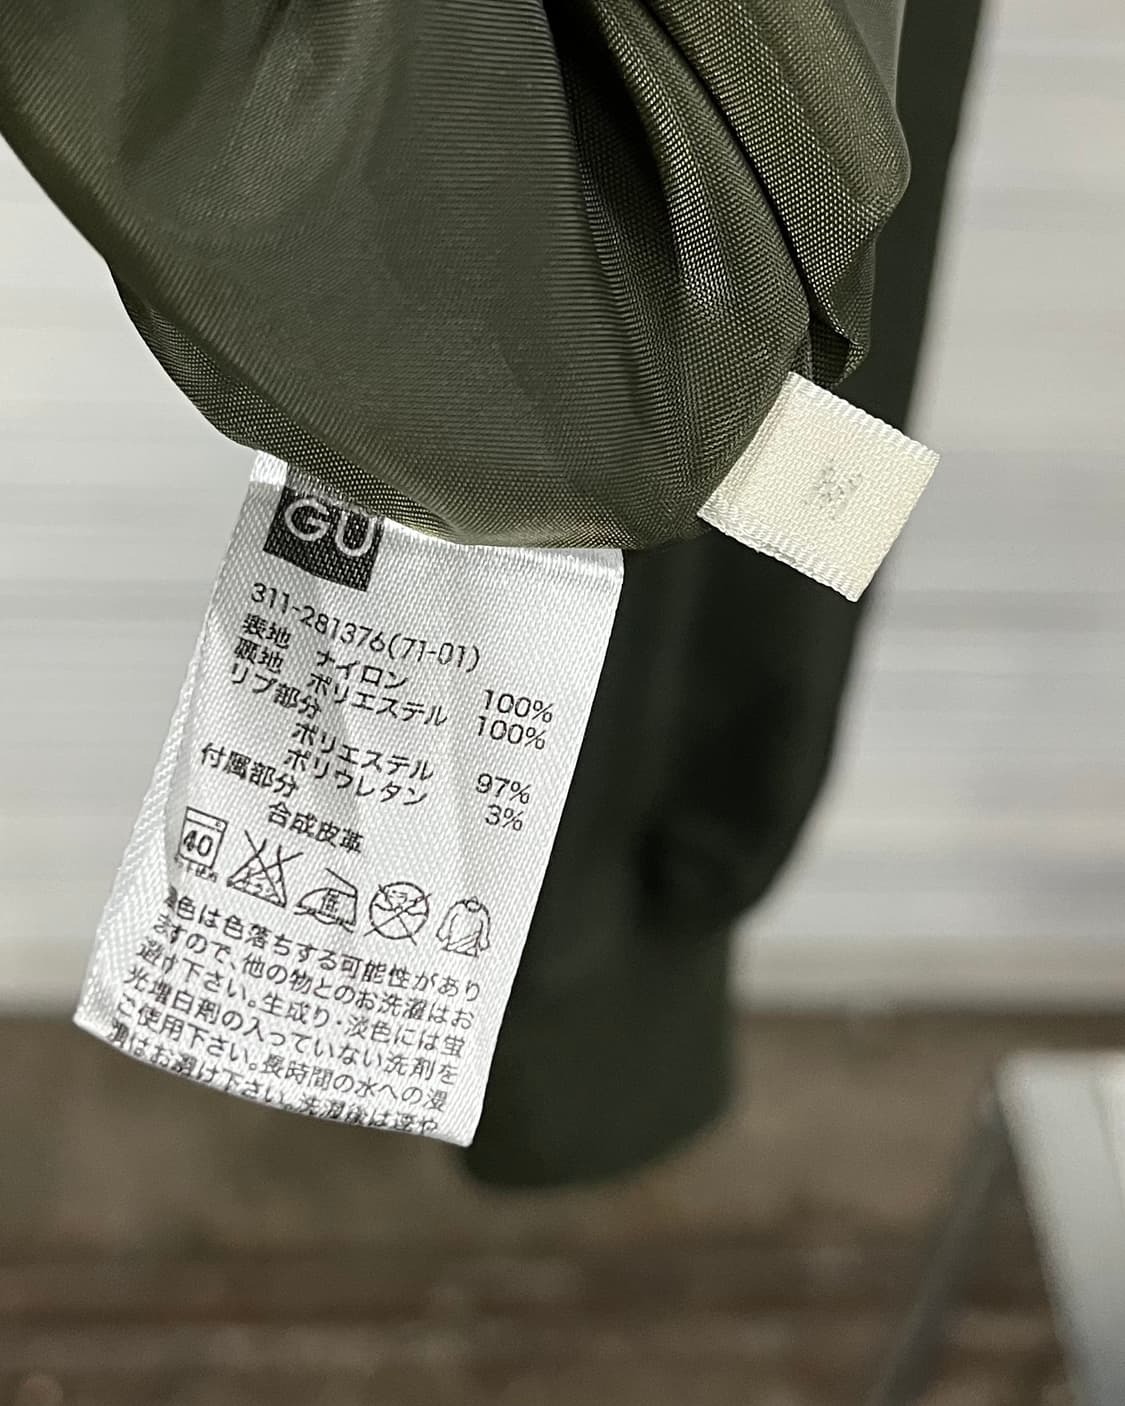 GU
311-281376(71-01)
表地 ナイロン 100%
裏地 ポリエステル 100%
リブ部分
ポリエステル 97%
ポリウレタン 3%
付属部分
合成皮革
40
濃色は色落ちする可能性があり
ますので、他の物とのお洗濯はお
避け下さい。生成り・淡色には蛍
光増白剤の入っていない洗剤を
ご使用下さい。長時間の水への浸
漬はお避け下さい。洗濯後は速や